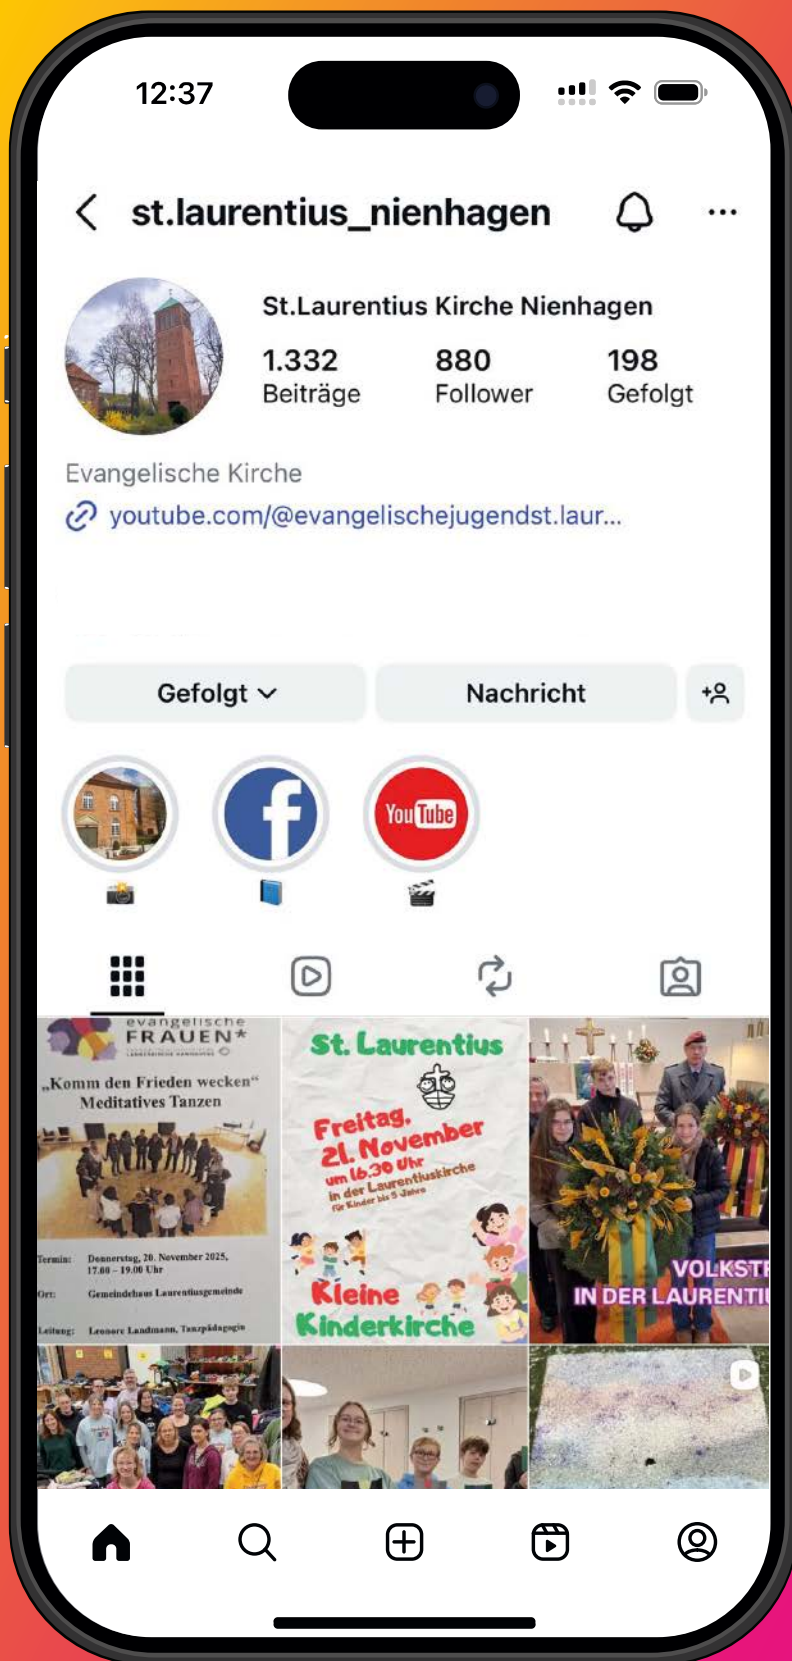 12:37
st.laurentius_nienhagen
St.Laurentius Kirche Nienhagen
1.332
880
198
Beiträge
Follower
Gefolgt
Evangelische Kirche
youtube.com/@evangelischejugendst.laur...
Gefolgt
Nachricht
f
You Tube
evangelische
FRAUEN*
„Komm den Frieden wecken“
Meditatives Tanzen
Termin: Donnerstag, 20. November 2025,
17.00 – 19.00 Uhr
Ort: Gemeindehaus Laurentiusgemeinde
Leitung: Leonore Landmann, Tanzpädagogin
St. Laurentius
Freitag,
21. November
um 16.30 Uhr
in der Laurentiuskirche
für Kinder bis 5 Jahre
Kleine
Kinderkirche
VOLKSTR
IN DER LAURENTIU